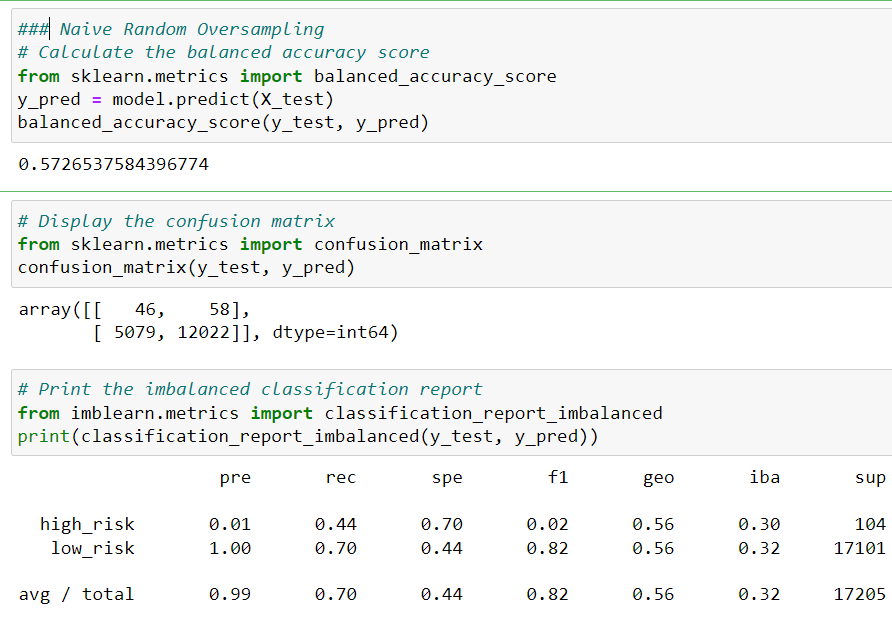 ### Naive Random Oversampling
# Calculate the balanced accuracy score
from sklearn.metrics import balanced_accuracy_score
y_pred = model.predict(X_test)
balanced_accuracy_score(y_test, y_pred)
0.5726537584396774
# Display the confusion matrix
from sklearn.metrics import confusion_matrix
confusion_matrix(y_test, y_pred)
array([[   46,    58],
       [ 5079, 12022]], dtype=int64)
# Print the imbalanced classification report
from imblearn.metrics import classification_report_imbalanced
print(classification_report_imbalanced(y_test, y_pred))
                   pre       rec       spe        f1       geo       iba       sup
  high_risk       0.01      0.44      0.70      0.02      0.56      0.30       104
   low_risk       1.00      0.70      0.44      0.82      0.56      0.32     17101
avg / total       0.99      0.70      0.44      0.82      0.56      0.32     17205